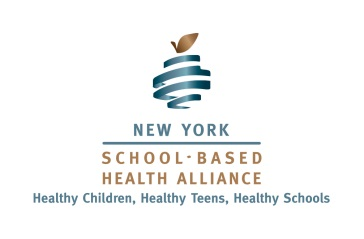 NEW YORK
SCHOOL-BASED
HEALTH ALLIANCE
Healthy Children, Healthy Teens, Healthy Schools